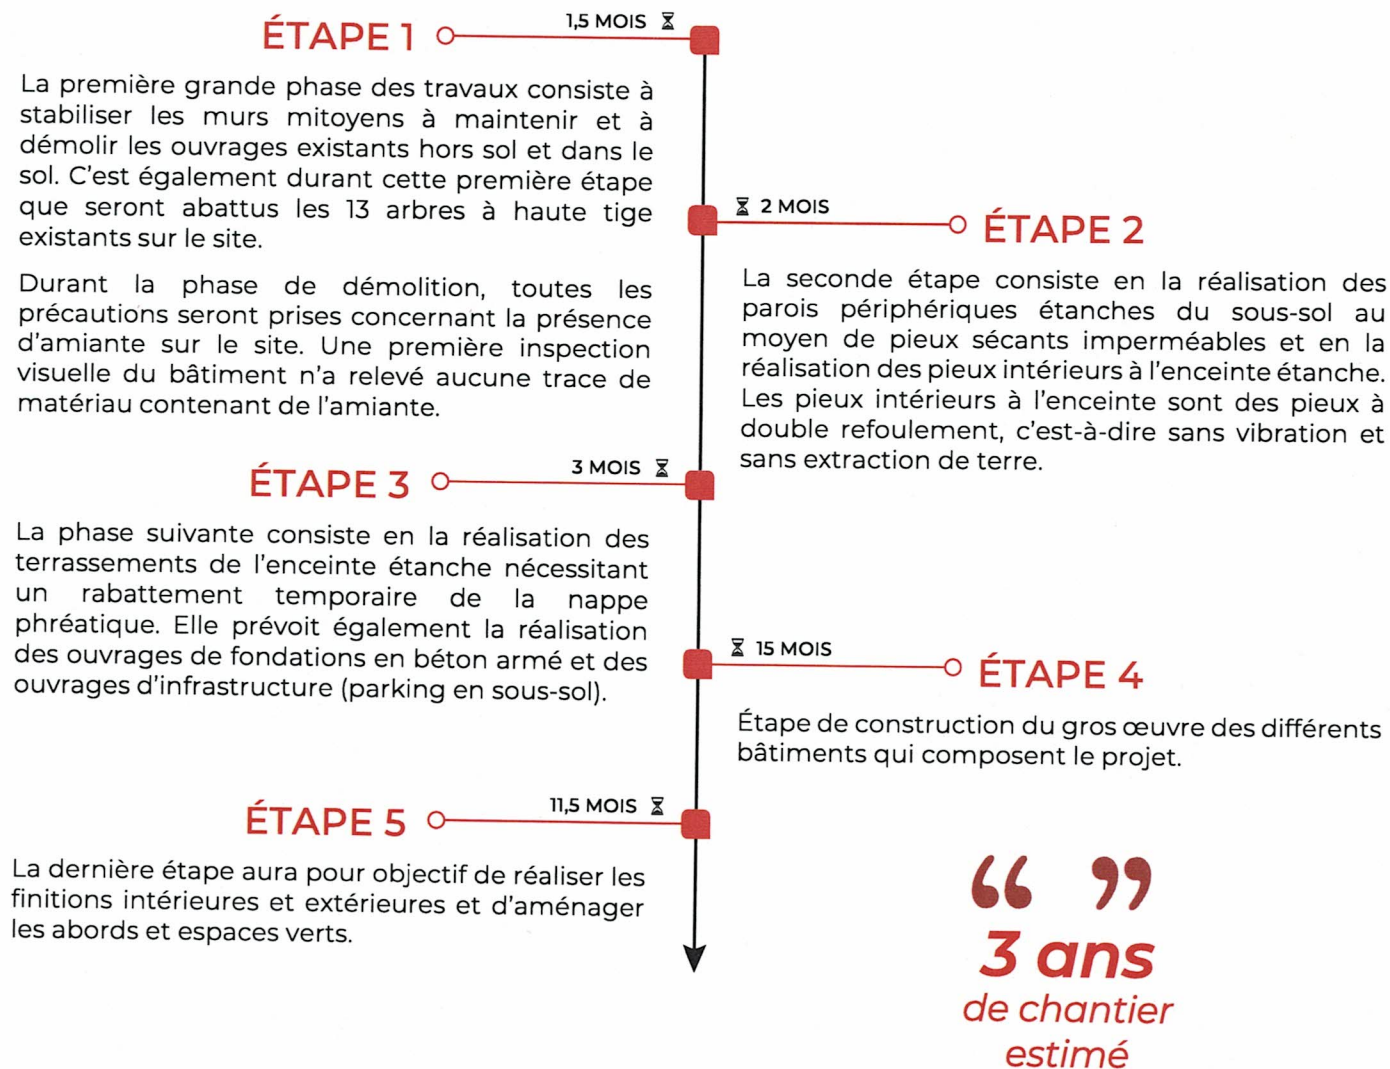 ÉTAPE 1
1,5 MOIS
La première grande phase des travaux consiste à
stabiliser les murs mitoyens à maintenir et à
démolir les ouvrages existants hors sol et dans le
sol. C'est également durant cette première étape
que seront abattus les 13 arbres à haute tige
existants sur le site.
Durant la phase de démolition, toutes les
précautions seront prises concernant la présence
d'amiante sur le site. Une première inspection
visuelle du bâtiment n'a relevé aucune trace de
matériau contenant de l'amiante.
2 MOIS
ÉTAPE 2
La seconde étape consiste en la réalisation des
parois périphériques étanches du sous-sol au
moyen de pieux sécants imperméables et en la
réalisation des pieux intérieurs à l'enceinte étanche.
Les pieux intérieurs à l'enceinte sont des pieux à
double refoulement, c'est-à-dire sans vibration et
sans extraction de terre.
ÉTAPE 3
3 MOIS
La phase suivante consiste en la réalisation des
terrassements de l'enceinte étanche nécessitant
un rabattement temporaire de la nappe
phréatique. Elle prévoit également la réalisation
des ouvrages de fondations en béton armé et des
ouvrages d'infrastructure (parking en sous-sol).
15 MOIS
ÉTAPE 4
Étape de construction du gros œuvre des différents
bâtiments qui composent le projet.
ÉTAPE 5
11,5 MOIS
La dernière étape aura pour objectif de réaliser les
finitions intérieures et extérieures et d'aménager
les abords et espaces verts.
“ ”
3 ans
de chantier
estimé